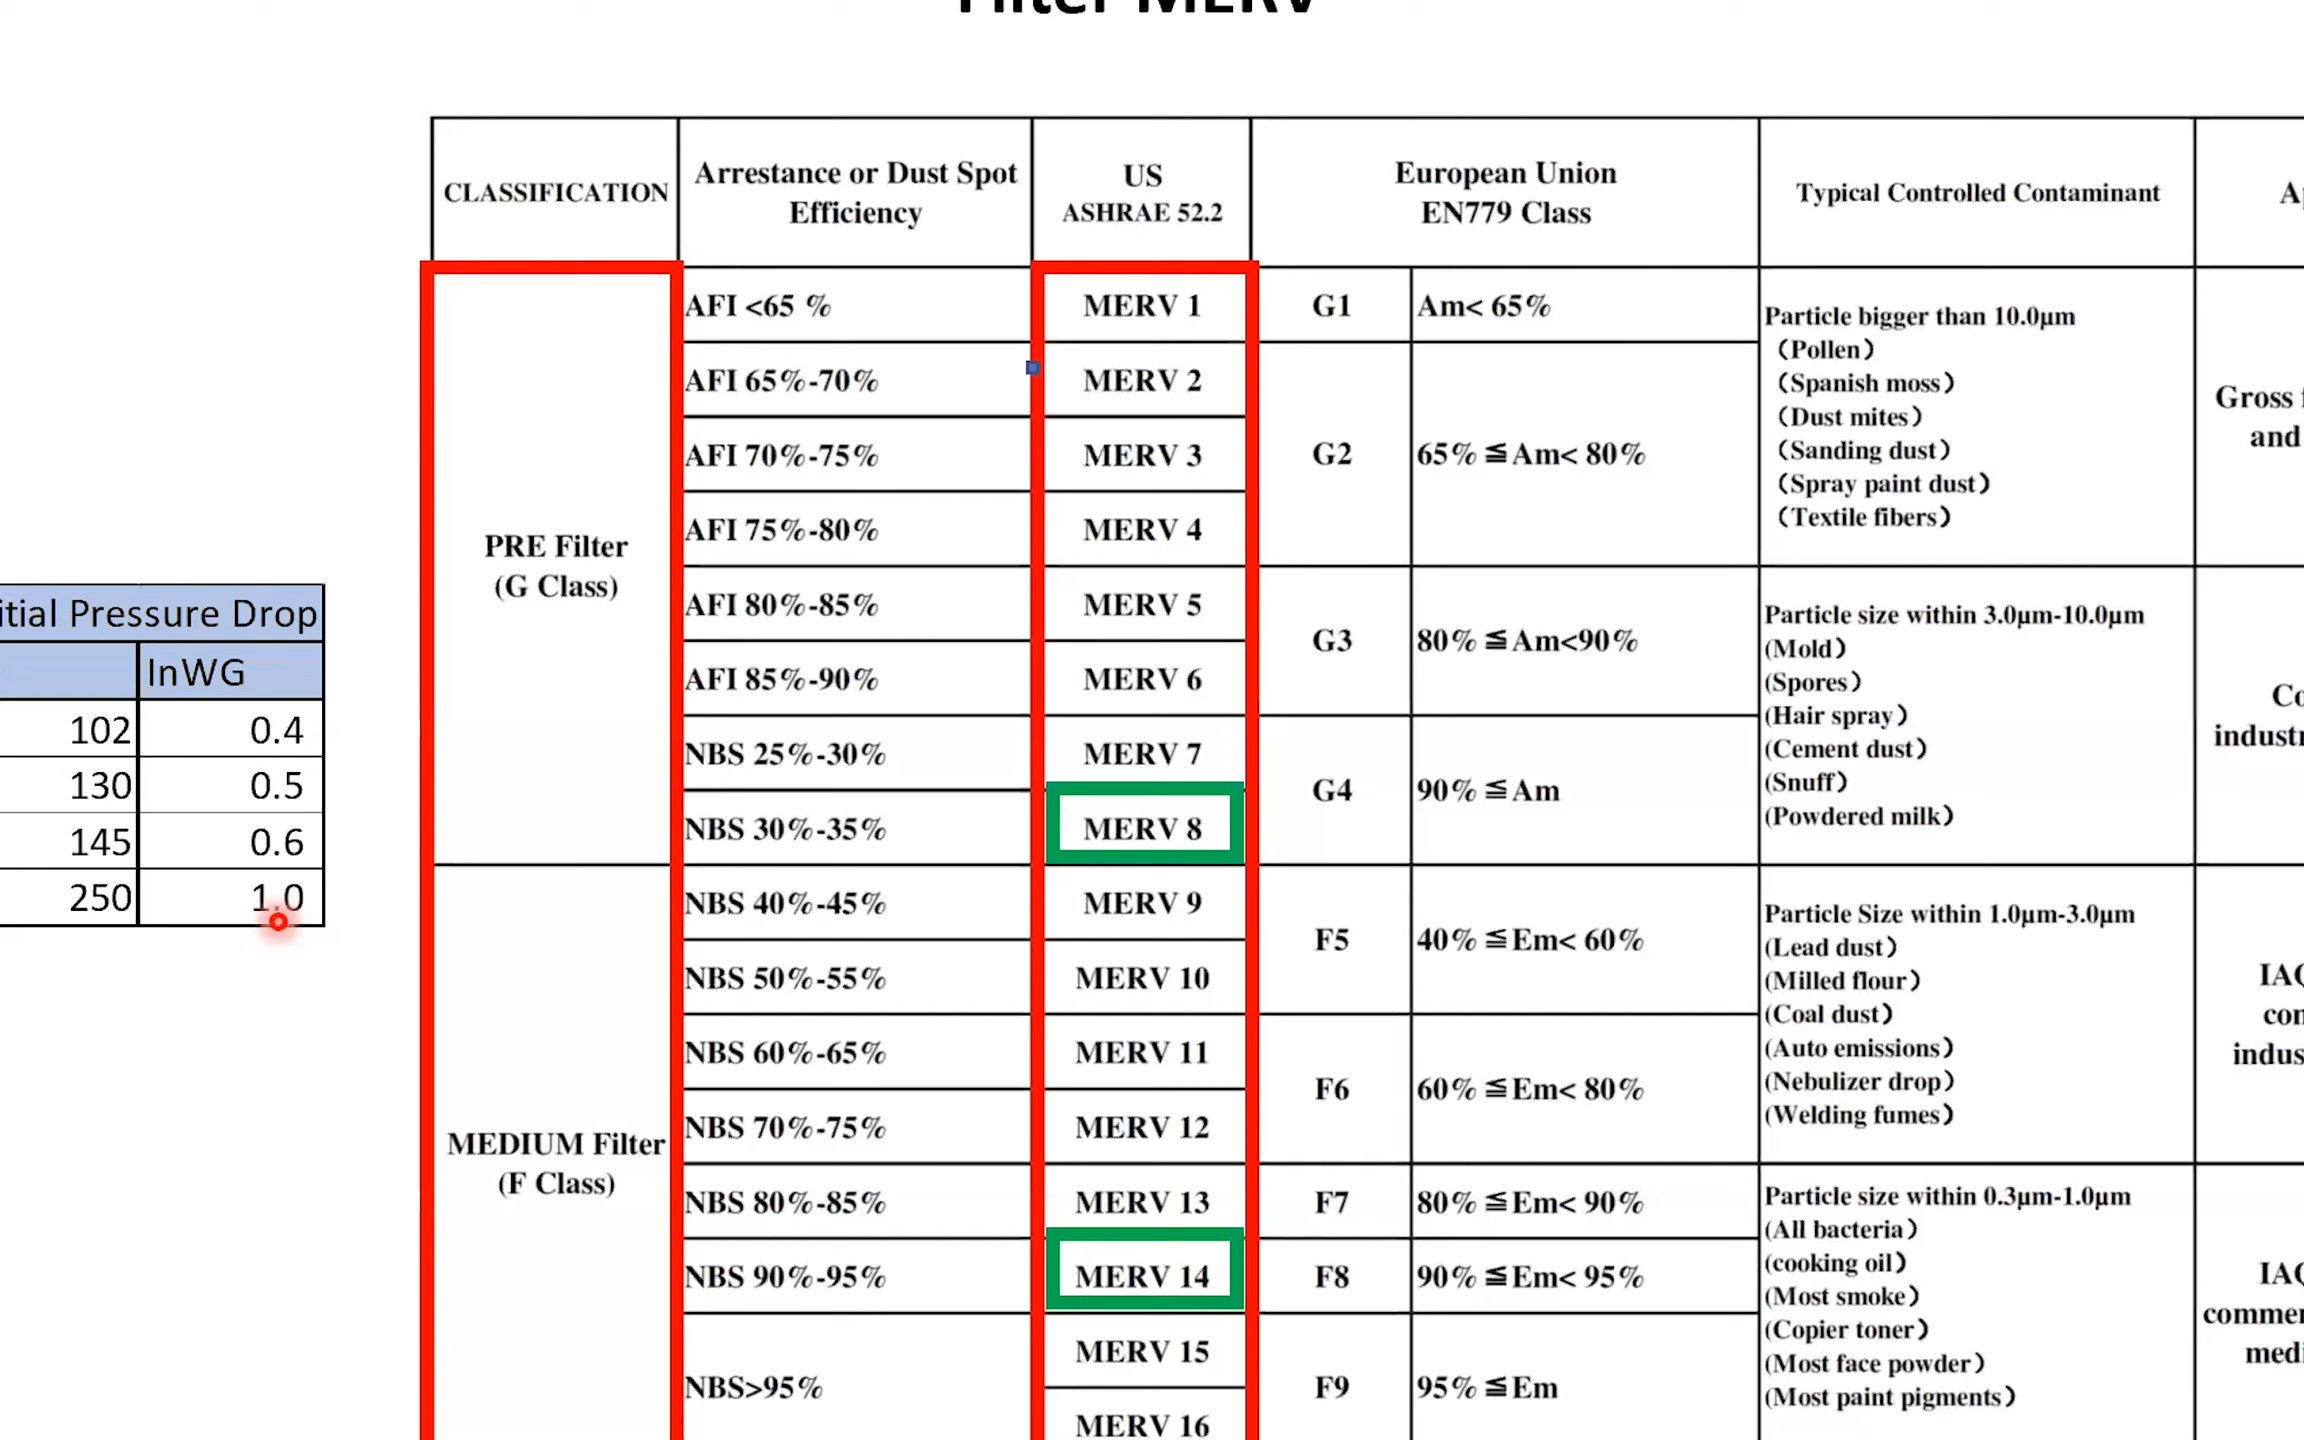 Filter MERV
itial Pressure Drop
InWG
102 0.4
130 0.5
145 0.6
250 1.0
CLASSIFICATION
Arrestance or Dust Spot
Efficiency
US
ASHRAE 52.2
European Union
EN779 Class
Typical Controlled Contaminant
PRE Filter
(G Class)
AFI <65 % MERV 1
AFI 65%-70% MERV 2
AFI 70%-75% MERV 3
AFI 75%-80% MERV 4
AFI 80%-85% MERV 5
AFI 85%-90% MERV 6
NBS 25%-30% MERV 7
NBS 30%-35% MERV 8
G1 Am< 65%
G2 65% ≦Am< 80%
G3 80% ≦Am<90%
G4 90% ≦Am
Particle bigger than 10.0µm
(Pollen)
(Spanish moss)
(Dust mites)
(Sanding dust)
(Spray paint dust)
(Textile fibers)
Gross
and
Particle size within 3.0µm-10.0µm
(Mold)
(Spores)
(Hair spray)
(Cement dust)
(Snuff)
(Powdered milk)
Co
industr
MEDIUM Filter
(F Class)
NBS 40%-45% MERV 9
NBS 50%-55% MERV 10
NBS 60%-65% MERV 11
NBS 70%-75% MERV 12
NBS 80%-85% MERV 13
NBS 90%-95% MERV 14
NBS>95% MERV 15
MERV 16
F5 40% ≦Em< 60%
F6 60% ≦Em< 80%
F7 80% ≦Em< 90%
F8 90% ≦Em< 95%
F9 95% ≦Em
Particle Size within 1.0µm-3.0µm
(Lead dust)
(Milled flour)
(Coal dust)
(Auto emissions)
(Nebulizer drop)
(Welding fumes)
IAQ
con
indus
Particle size within 0.3µm-1.0µm
(All bacteria)
(cooking oil)
(Most smoke)
(Copier toner)
(Most face powder)
(Most paint pigments)
IAQ
commer
medi